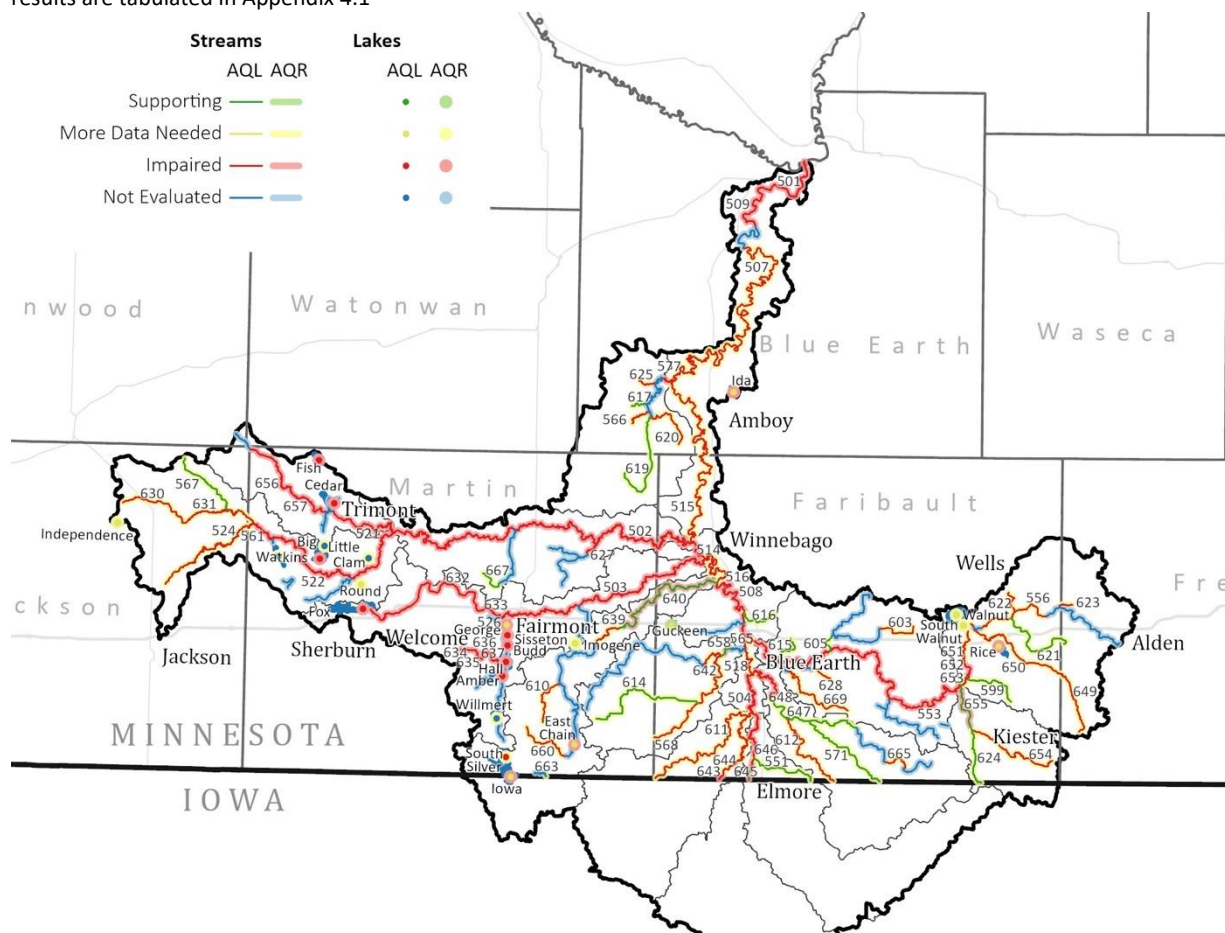 results are tabulated in Appendix 4.1
Streams Lakes
AQL AQR AQL AQR
Supporting
More Data Needed
Impaired
Not Evaluated
501
509
507
nwood
Watonwan
Blue Earth
Waseca
577
625
Ida
617
Amboy
566
620
567
656
Fish
619
Cedar
Martin
Faribault
630
631
657
Trimont
515
Independence
524
561
521
502
Winnebago
Big Little
Watkins
Clam
627
514
Wells
522
667
516
Round
632
503
508
Fre
ckson
Fox
633
640
622 556 623
526
Fairmont
639
616
South Walnut
Walnut
603
George
Guckeen
Welcome
636 Sisseton
Imogene
658 565
615 605
621
Alden
Jackson
Sherburn
634 637 Budd
651
Rice
635 Hall
642 518
Blue Earth
652
650
Amber
610
614
628
653
599
649
Willmert
504
648
669
655
647
553
East
Chain
611
Kiester
MINNESOTA
South
660
568
644
646
612
571
665
654
Silver
663
643
645
551
624
IOWA
Iowa
Elmore